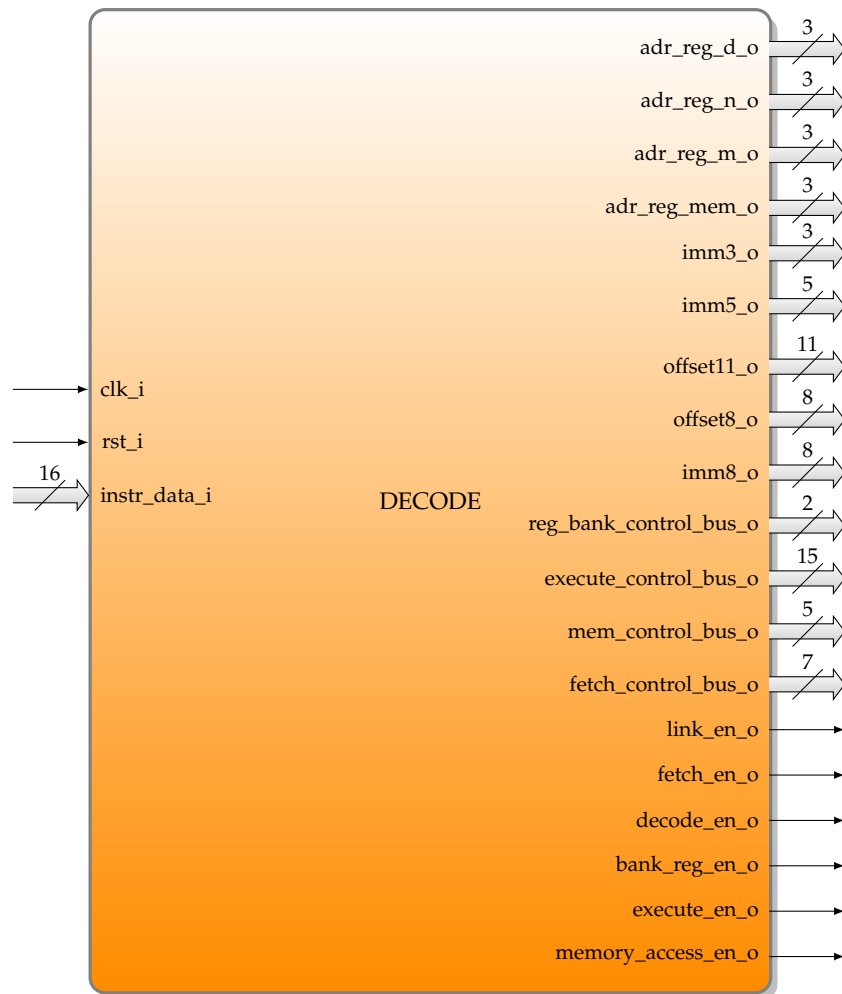 3
adr_reg_d_o
3
adr_reg_n_o
3
adr_reg_m_o
3
adr_reg_mem_o
3
imm3_o
5
imm5_o
11
offset11_o
clk_i
8
offset8_o
rst_i
8
imm8_o
16
instr_data_i
DECODE
2
reg_bank_control_bus_o
15
execute_control_bus_o
5
mem_control_bus_o
7
fetch_control_bus_o
link_en_o
fetch_en_o
decode_en_o
bank_reg_en_o
execute_en_o
memory_access_en_o